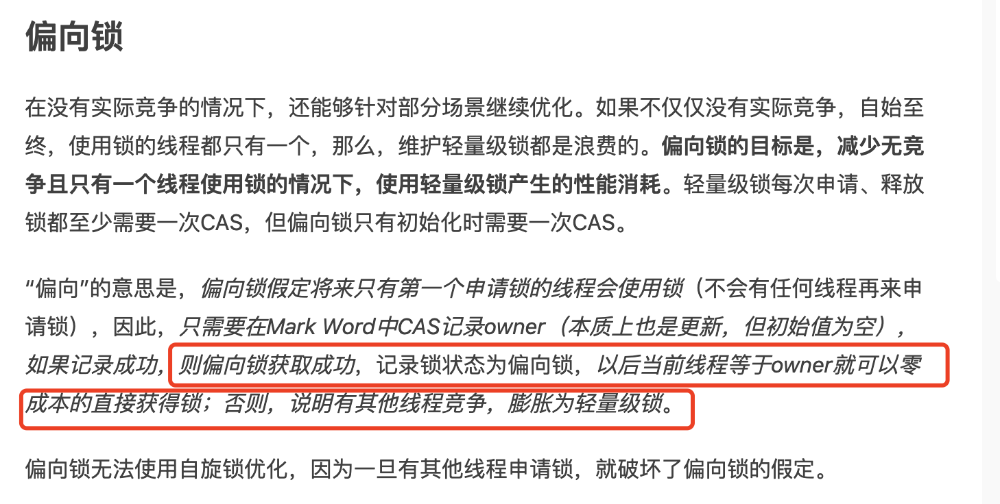 偏向锁
在没有实际竞争的情况下，还能够针对部分场景继续优化。如果不仅仅没有实际竞争，自始至
终，使用锁的线程都只有一个，那么，维护轻量级锁都是浪费的。偏向锁的目标是，减少无竞
争且只有一个线程使用锁的情况下，使用轻量级锁产生的性能消耗。轻量级锁每次申请、释放
锁都至少需要一次CAS，但偏向锁只有初始化时需要一次CAS。
“偏向”的意思是，偏向锁假定将来只有第一个申请锁的线程会使用锁（不会有任何线程再来申
请锁），因此，只需要在Mark Word中CAS记录owner（本质上也是更新，但初始值为空），
如果记录成功，则偏向锁获取成功，记录锁状态为偏向锁，以后当前线程等于owner就可以零
成本的直接获得锁；否则，说明有其他线程竞争，膨胀为轻量级锁。
偏向锁无法使用自旋锁优化，因为一旦有其他线程申请锁，就破坏了偏向锁的假定。